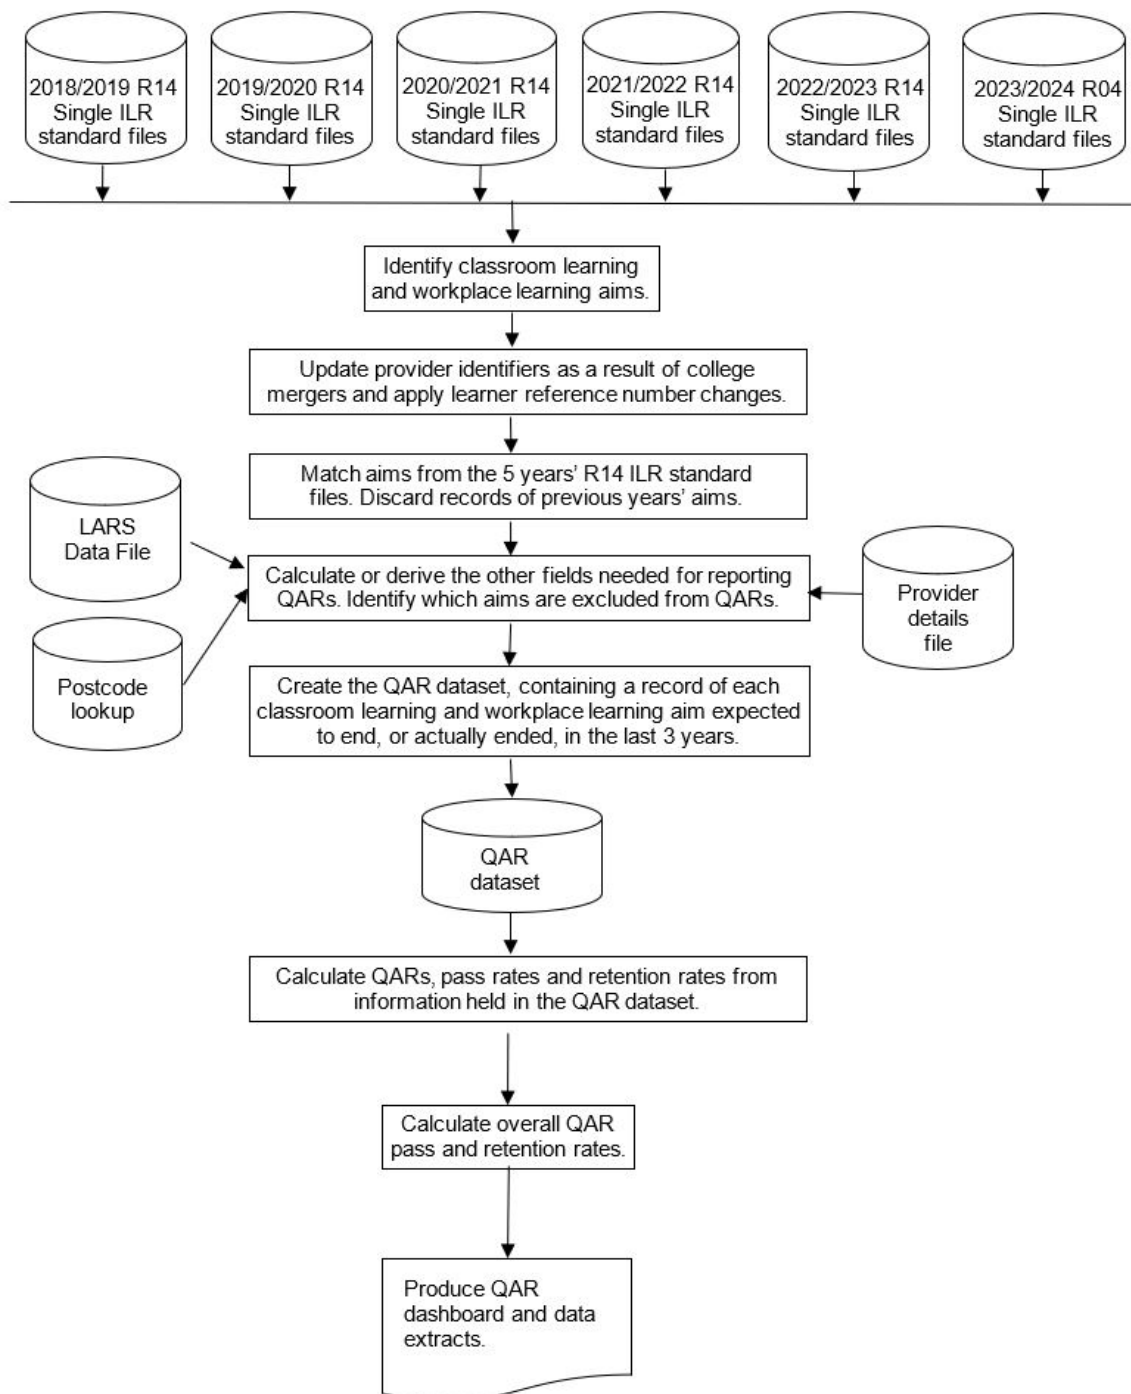 2018/2019 R14
Single ILR
standard files
2019/2020 R14
Single ILR
standard files
2020/2021 R14
Single ILR
standard files
2021/2022 R14
Single ILR
standard files
2022/2023 R14
Single ILR
standard files
2023/2024 R04
Single ILR
standard files
Identify classroom learning
and workplace learning aims.
Update provider identifiers as a result of college
mergers and apply learner reference number changes.
Match aims from the 5 years’ R14 ILR standard
files. Discard records of previous years’ aims.
LARS
Data File
Calculate or derive the other fields needed for reporting
QARs. Identify which aims are excluded from QARs.
Provider
details
file
Postcode
lookup
Create the QAR dataset, containing a record of each
classroom learning and workplace learning aim expected
to end, or actually ended, in the last 3 years.
QAR
dataset
Calculate QARs, pass rates and retention rates from
information held in the QAR dataset.
Calculate overall QAR
pass and retention rates.
Produce QAR
dashboard and data
extracts.